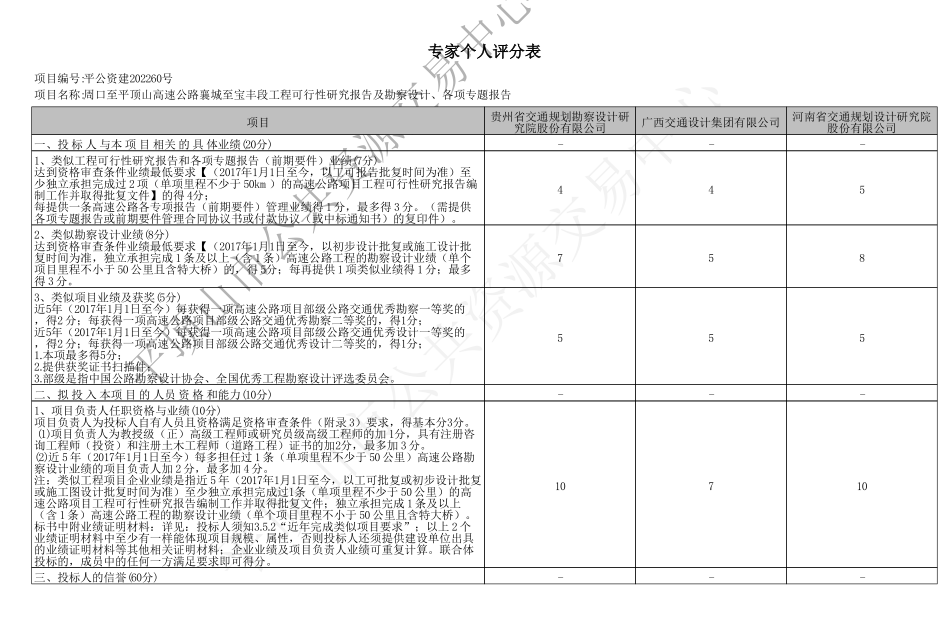 专家个人评分表
项目编号:平公资建202260号
项目名称:周口至平顶山高速公路襄城至宝丰段工程可行性研究报告及勘察设计、各项专题报告
项目
贵州省交通规划勘察设计研
究院股份有限公司
广西交通设计集团有限公司
河南省交通规划设计研究院
股份有限公司
一、投标人与本项目相关的具体业绩(20分)
-
-
-
1、类似工程可行性研究报告和各项专题报告（前期要件）业绩(7分)
达到资格审查条件业绩最低要求【（2017年1月1日至今，以工可报告批复时间为准）至
少独立承担完成过 2 项（单项里程不少于 50km ）的高速公路项目工程可行性研究报告编
制工作并取得批复文件】的得 4分；
每提供一条高速公路各专项报告（前期要件）管理业绩得 1 分，最多得 3 分。（需提供
各项专题报告或前期要件管理合同协议书或付款协议（或中标通知书）的复印件）。
4
4
5
2、类似勘察设计业绩(8分)
达到资格审查条件业绩最低要求【（2017年1月1日至今，以初步设计批复或施工设计批
复时间为准，独立承担完成 1 条及以上（含 1 条）高速公路工程的勘察设计业绩（单个
项目里程不小于 50 公里且含特大桥）的，得 5分；每再提供 1 项类似业绩得 1 分；最多
得 3 分。
7
5
8
3、类似项目业绩及获奖(5分)
近5年（2017年1月1日至今）每获得一项高速公路项目部级公路交通优秀勘察一等奖的
，得2 分；每获得一项高速公路项目部级公路交通优秀勘察二等奖的，得1分；
近5年（2017年1月1日至今）每获得一项高速公路项目部级公路交通优秀设计一等奖的
，得2 分；每获得一项高速公路项目部级公路交通优秀设计二等奖的，得1分；
1.本项最多得5分；
2.提供获奖证书扫描件；
3.部级是指中国公路勘察设计协会、全国优秀工程勘察设计评选委员会。
5
5
5
二、拟投入本项目的人员资格和能力(10分)
-
-
-
1、项目负责人任职资格与业绩(10分)
项目负责人为投标人自有人员且资格满足资格审查条件（附录 3）要求，得基本分3分。
(1)项目负责人为教授级（正）高级工程师或研究员级高级工程师的加 1分，具有注册咨
询工程师（投资）和注册土木工程师（道路工程）证书的加2分，最多加 3 分。
(2)近 5 年（2017年1月1日至今）每多担任过 1 条（单项里程不少于 50 公里）高速公路勘
察设计业绩的项目负责人加 2 分，最多加 4 分。
注：类似工程项目企业业绩是指近 5 年（2017年1月1日至今，以工可批复或初步设计批复
或施工图设计批复时间为准）至少独立承担完成过1条（单项里程不少于 50 公里）的高
速公路项目工程可行性研究报告编制工作并取得批复文件；独立承担完成 1 条及以上
（含 1 条）高速公路工程的勘察设计业绩（单个项目里程不小于 50 公里且含特大桥）。
标书中附业绩证明材料：详见：投标人须知3.5.2“近年完成类似项目要求”；以上 2 个
业绩证明材料中至少有一样能体现项目规模、属性，否则投标人还须提供建设单位出具
的业绩证明材料等其他相关证明材料；企业业绩及项目负责人业绩可重复计算。联合体
投标的，成员中的任何一方满足要求即可得分。
10
7
10
三、投标人的信誉(60分)
-
-
-
平顶山市公共资源交易中心
市公共资源交易中心